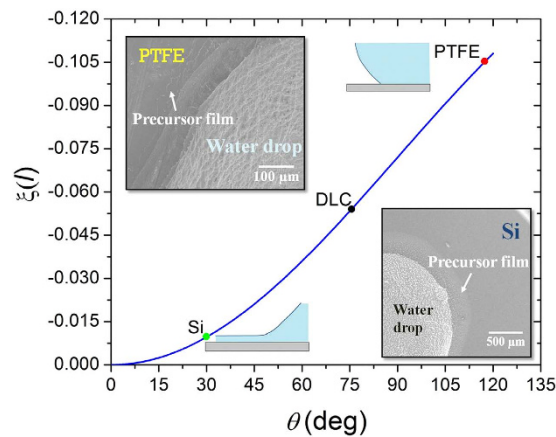 -0.120
-0.105
-0.090
-0.075
-0.060
-0.045
-0.030
-0.015
0.000
ξ(l)
PTFE
Precursor film
Water drop
100 μm
PTFE
DLC
Si
Si
Precursor film
Water
drop
500 μm
0 15 30 45 60 75 90 105 120 135
θ (deg)